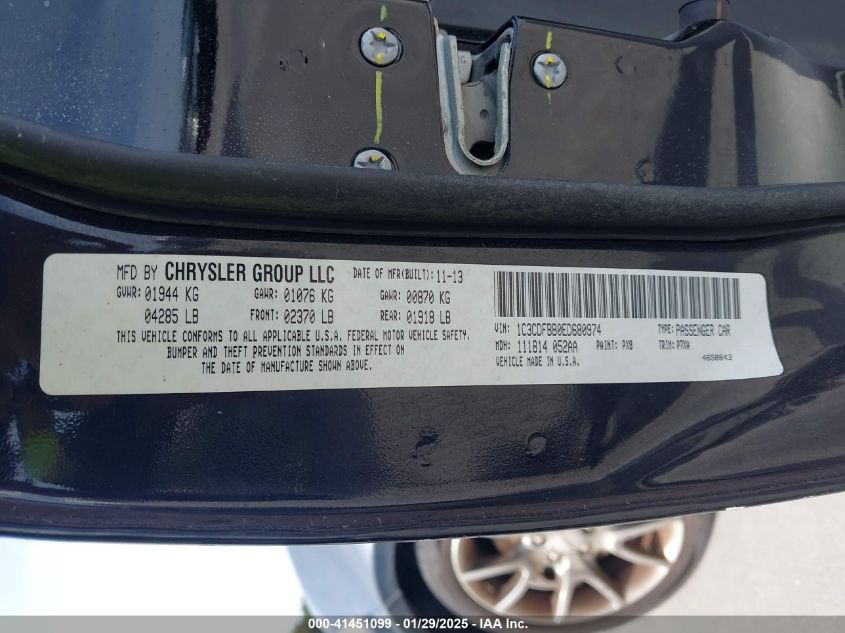 MFD BY CHRYSLER GROUP LLC DATE OF MFR(BUILT): 11-13
GVWR: 01944 KG GAWR: 01076 KG GAWR: 00870 KG
04285 LB FRONT: 02370 LB REAR: 01918 LB
THIS VEHICLE CONFORMS TO ALL APPLICABLE U.S.A. FEDERAL MOTOR VEHICLE SAFETY,
BUMPER AND THEFT PREVENTION STANDARDS IN EFFECT ON
THE DATE OF MANUFACTURE SHOWN ABOVE.
VIN: 1C3CDFBB0ED680974 TYPE: PASSENGER CAR
MDH: 111814 052AA PAINT: PX8 TRIM: P7XA
VEHICLE MADE IN U.S.A. 4658843
000-41451099 — 01/29/2025 — IAA Inc.